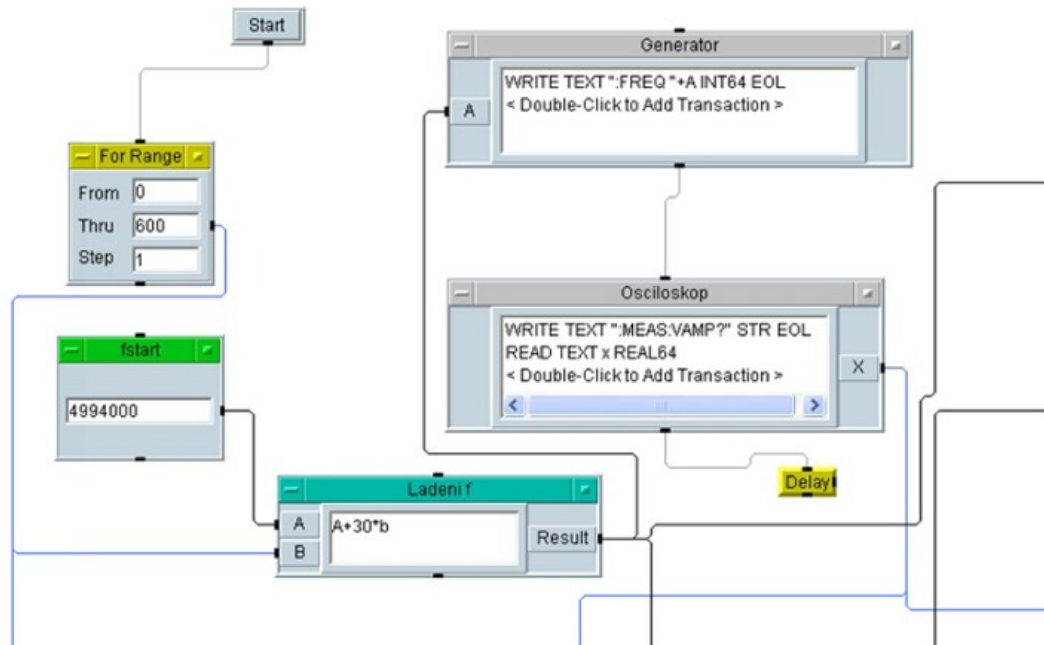 Start
Generator
WRITE TEXT ":FREQ "+A INT64 EOL
< Double-Click to Add Transaction >
A
For Range
From 0
Thru 600
Step 1
Osciloskop
WRITE TEXT ":MEAS:VAMP?" STR EOL
READ TEXT x REAL64
< Double-Click to Add Transaction >
X
fstart
4994000
Delay
Ladeni f
A
B
A+30*b
Result